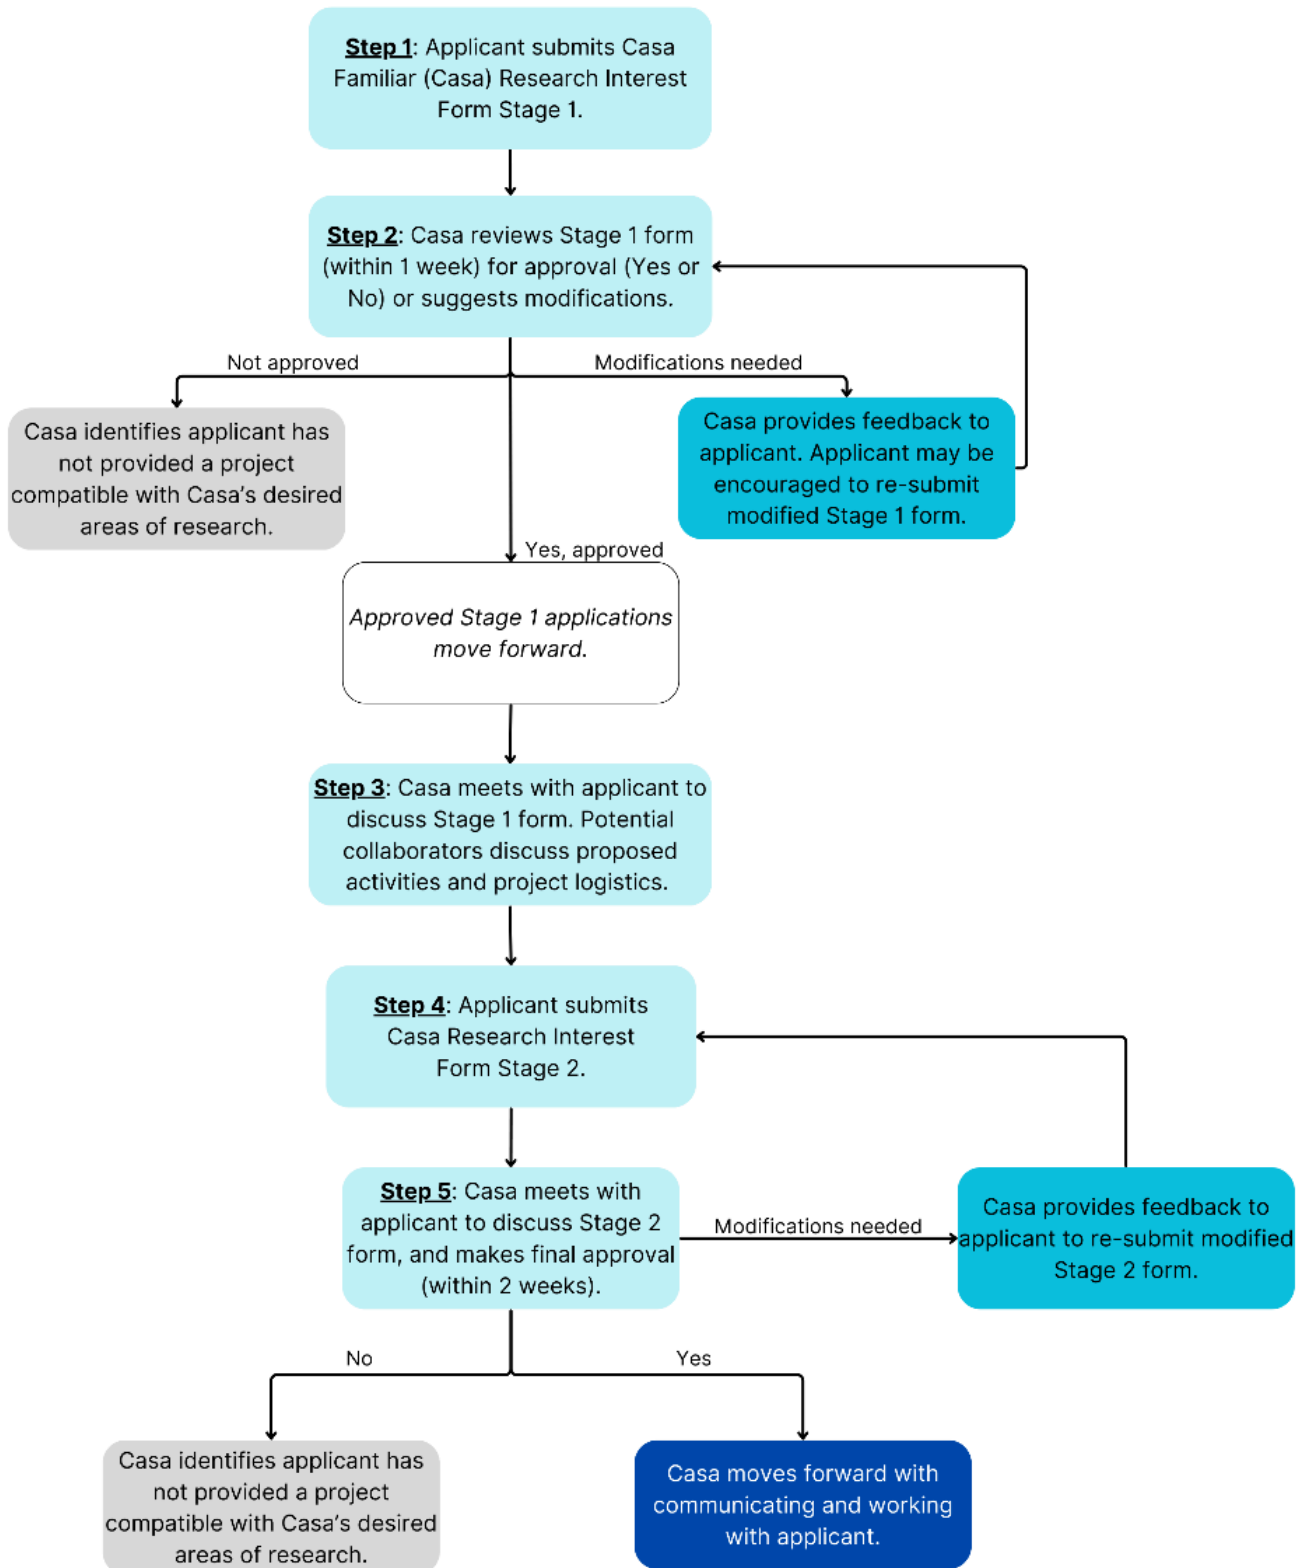 Step 1: Applicant submits Casa
Familiar (Casa) Research Interest
Form Stage 1.
Step 2: Casa reviews Stage 1 form
(within 1 week) for approval (Yes or
No) or suggests modifications.
Not approved
Modifications needed
Casa identifies applicant has
not provided a project
compatible with Casa's desired
areas of research.
Casa provides feedback to
applicant. Applicant may be
encouraged to re-submit
modified Stage 1 form.
Yes, approved
Approved Stage 1 applications
move forward.
Step 3: Casa meets with applicant to
discuss Stage 1 form. Potential
collaborators discuss proposed
activities and project logistics.
Step 4: Applicant submits
Casa Research Interest
Form Stage 2.
Step 5: Casa meets with
applicant to discuss Stage 2
form, and makes final approval
(within 2 weeks).
Modifications needed
Casa provides feedback to
applicant to re-submit modified
Stage 2 form.
No
Yes
Casa identifies applicant has
not provided a project
compatible with Casa's desired
areas of research.
Casa moves forward with
communicating and working
with applicant.